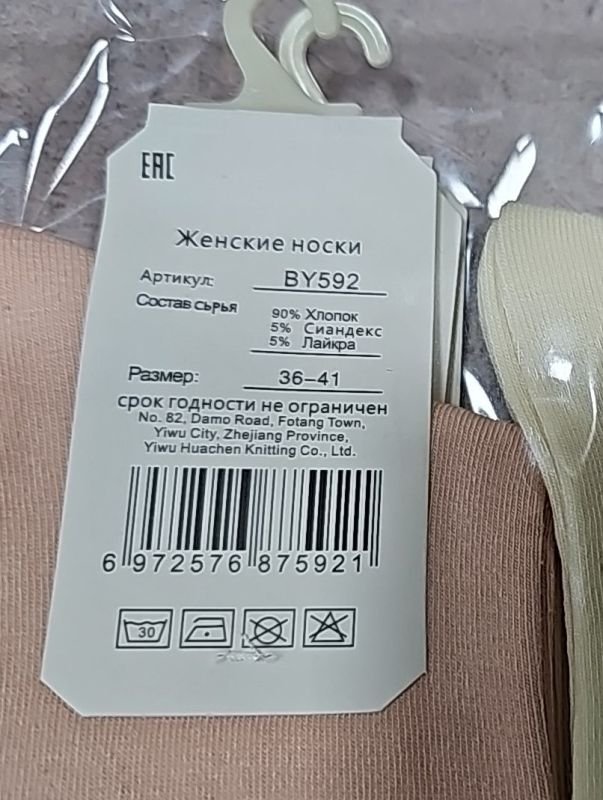 EAC
Женские носки
Артикул: BY592
Состав сырья 90% Хлопок
5% Сиандекс
5% Лайкра
Размер: 36-41
срок годности не ограничен
No. 82, Damo Road, Fotang Town,
Yiwu City, Zhejiang Province,
Yiwu Huachen Knitting Co., Ltd.
6 972576 875921
30